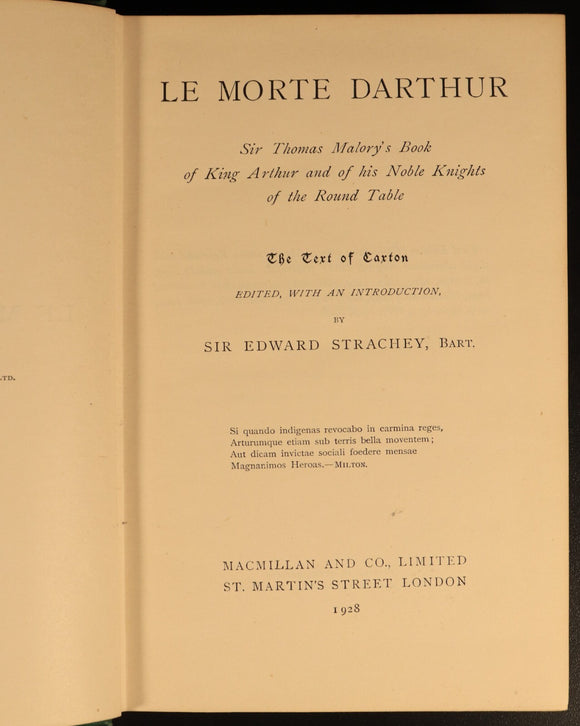 LE MORTE DARTHUR
Sir Thomas Malory's Book
of King Arthur and of his Noble Knights
of the Round Table
The Text of Caxton
EDITED, WITH AN INTRODUCTION,
BY
SIR EDWARD STRACHEY, BART.
Si quando indigenas revocabo in carmina reges,
Arturumque etiam sub terris bella moventem;
Aut dicam invictae sociali foedere mensae
Magnanimos Heroas.—MILTON.
MACMILLAN AND CO., LIMITED
ST. MARTIN'S STREET LONDON
1928
LTD.